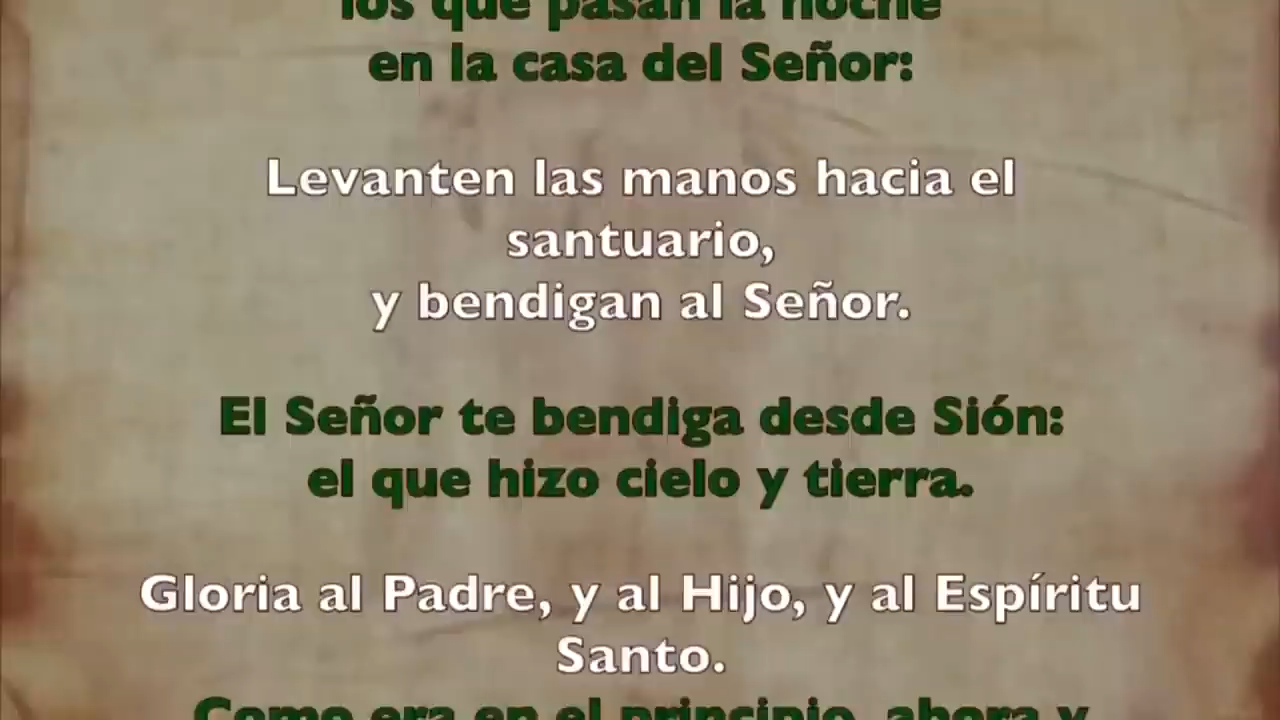 los que pasan la noche
en la casa del Señor:
Levanten las manos hacia el
santuario,
y bendigan al Señor.
El Señor te bendiga desde Sión:
el que hizo cielo y tierra.
Gloria al Padre, y al Hijo, y al Espíritu
Santo.
Como era en el principio, ahora y